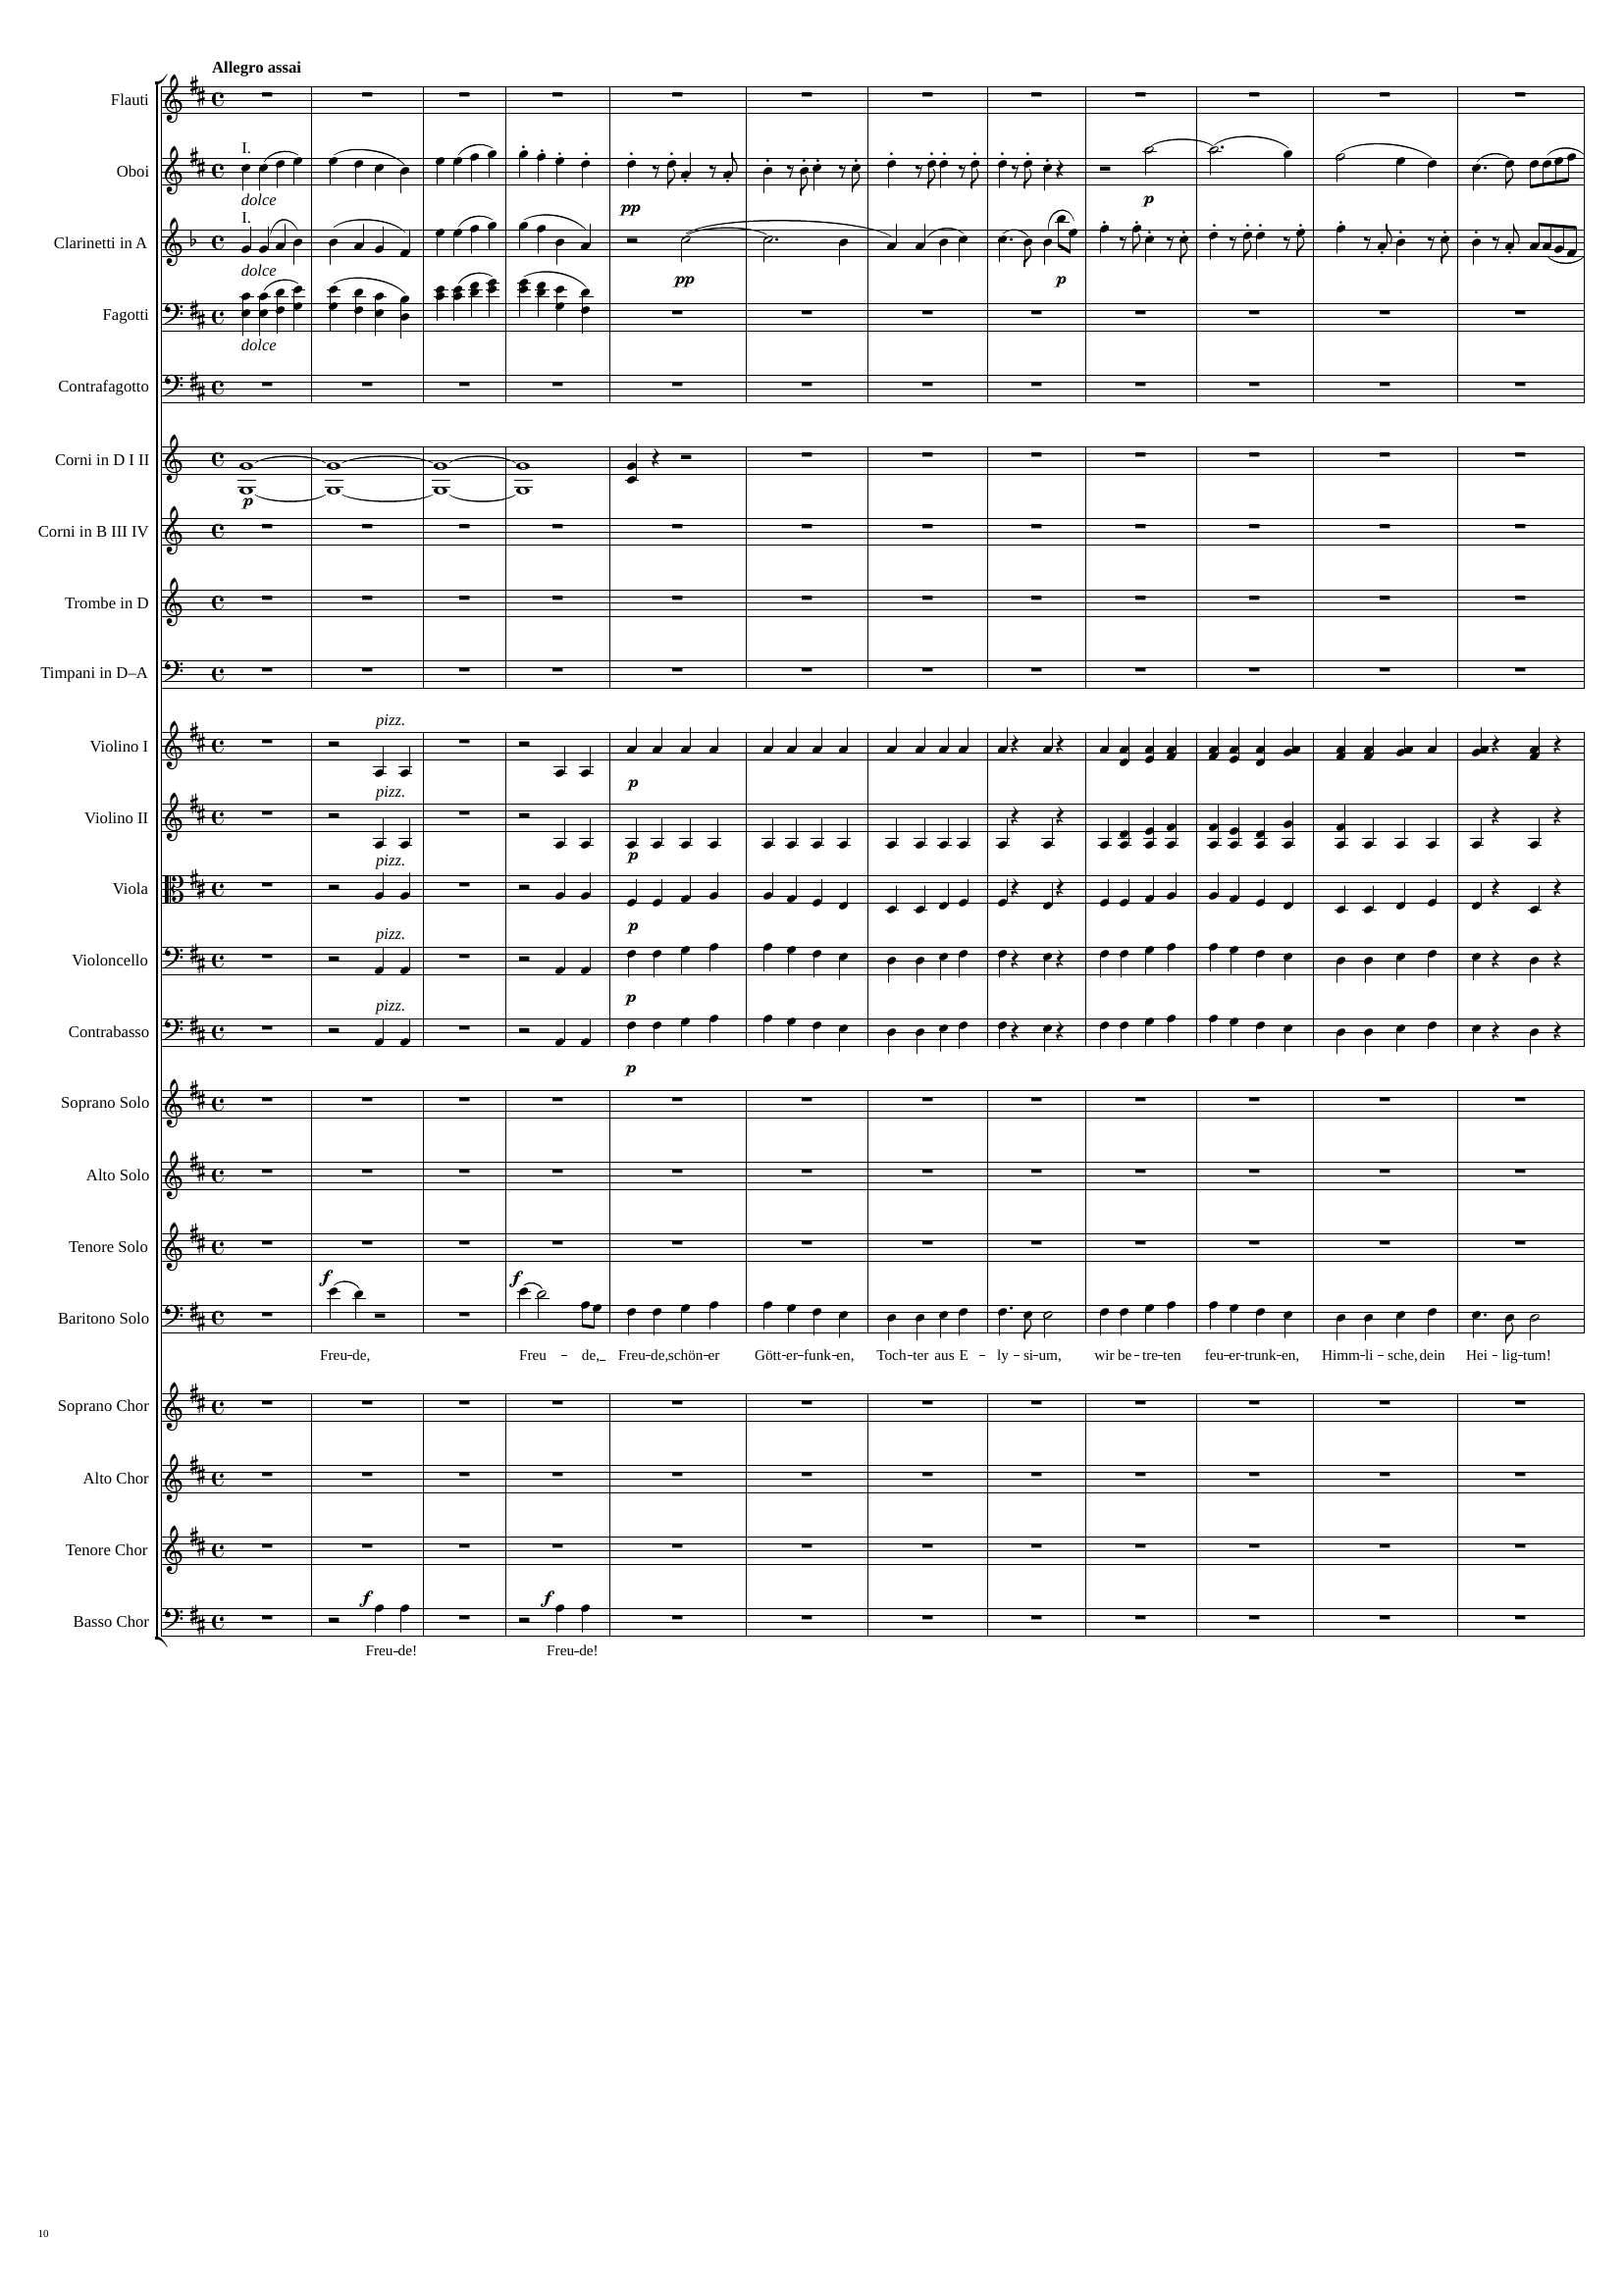 Allegro assai
Flauti
I.
Oboi
dolce
pp
p
I.
Clarinetti in A
dolce
pp
p
Fagotti
dolce
Contrafagotto
Corni in D I II
p
Corni in B III IV
Trombe in D
Timpani in D–A
pizz.
Violino I
p
pizz.
Violino II
p
pizz.
Viola
p
pizz.
Violoncello
p
pizz.
Contrabasso
p
Soprano Solo
Alto Solo
Tenore Solo
f f
Baritono Solo
Freu–de, Freu – de,_ Freu–de,schön–er Gött–er–funk–en, Toch–ter aus E – ly – si–um, wir be–tre–ten feu–er–trunk–en, Himm–li – sche, dein Hei – lig–tum!
Soprano Chor
Alto Chor
Tenore Chor
f f
Basso Chor
Freu–de! Freu–de!
10